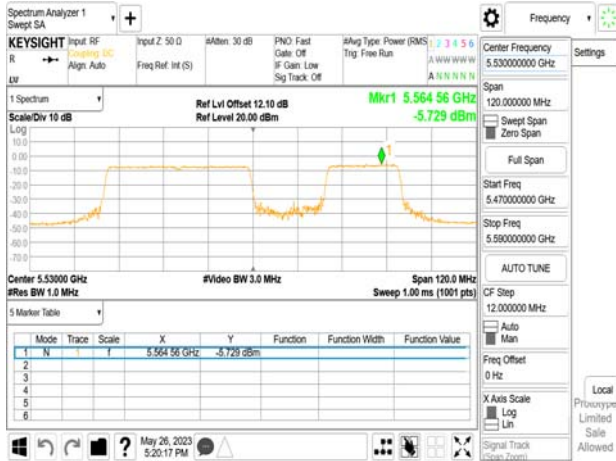 Spectrum Analyzer 1
Swept SA
+
Frequency
KEYSIGHT
R
LXI
Input: RF
Coupling: DC
Align: Auto
Input Z: 50 Ω
Freq Ref: Int (S)
#Atten: 30 dB
PNO: Fast
Gate: Off
IF Gain: Low
Sig Track: Off
#Avg Type: Power (RMS
Trig: Free Run
1 2 3 4 5 6
A W W W W W
A N N N N N
1 Spectrum
Scale/Div 10 dB
Ref Lvl Offset 12.10 dB
Ref Level 20.00 dBm
Mkr1 5.564 56 GHz
-5.729 dBm
Log
10.0
0.00
-10.0
-20.0
-30.0
-40.0
-50.0
-60.0
-70.0
1
Center 5.53000 GHz
#Res BW 1.0 MHz
#Video BW 3.0 MHz
Span 120.0 MHz
Sweep 1.00 ms (1001 pts)
5 Marker Table
Mode Trace Scale X Y Function Function Width Function Value
1 N 1 f 5.564 56 GHz -5.729 dBm
2
3
4
5
6
?
May 26, 2023
5:20:17 PM
Center Frequency
5.530000000 GHz
Span
120.000000 MHz
Swept Span
Zero Span
Full Span
Start Freq
5.470000000 GHz
Stop Freq
5.590000000 GHz
AUTO TUNE
CF Step
12.000000 MHz
Auto
Man
Freq Offset
0 Hz
X Axis Scale
Log
Lin
Signal Track
(Span Zoom)
Settings
Local
Prototype
Limited
Sale
Allowed